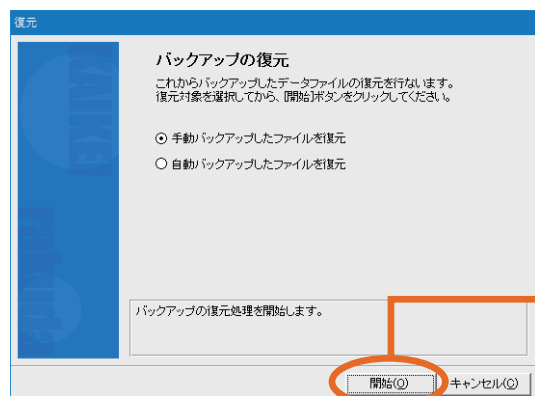 復元
バックアップの復元
これからバックアップしたデータファイルの復元を行ないます。
復元対象を選択してから、[開始]ボタンをクリックしてください。
手動バックアップしたファイルを復元
自動バックアップしたファイルを復元
KAIKEI
rakuda
バックアップの復元処理を開始します。
開始(O)
キャンセル(C)